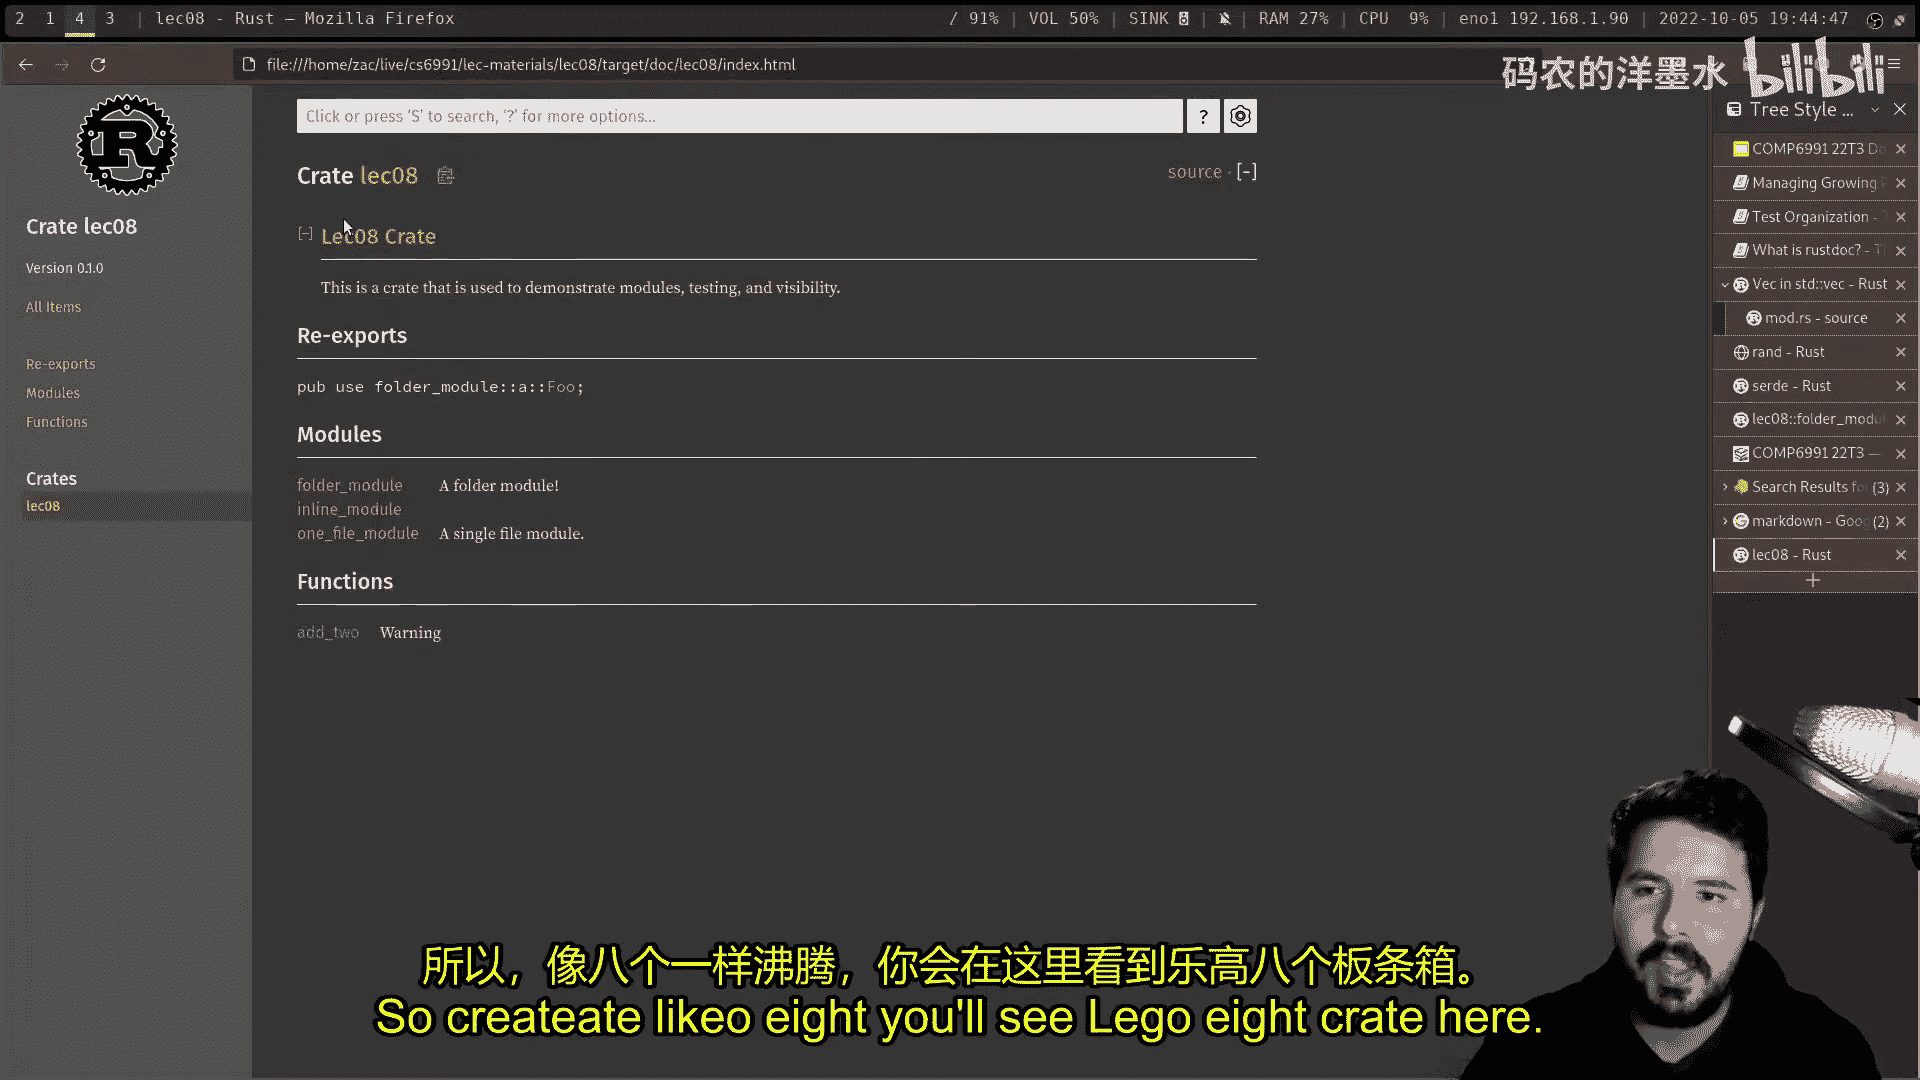 2 1 4 3 | lec08 - Rust — Mozilla Firefox
/ 91% | VOL 50% | SINK | RAM 27% | CPU 9% | eno1 192.168.1.90 | 2022-10-05 19:44:47
file:///home/zac/live/cs6991/lec-materials/lec08/target/doc/lec08/index.html
码农的洋墨水 bilibili
Crate lec08
Version 0.1.0
All Items
Re-exports
Modules
Functions
Crates
lec08
Click or press ‘S’ to search, ‘?’ for more options…
?
Crate lec08
source · [-]
[-] Lec08 Crate
This is a crate that is used to demonstrate modules, testing, and visibility.
Re-exports
pub use folder_module::a::Foo;
Modules
folder_module A folder module!
inline_module
one_file_module A single file module.
Functions
add_two Warning
Tree Style ...
COMP6991 22T3 Do
Managing Growing
Test Organization -
What is rustdoc? - T
Vec in std::vec - Rust
mod.rs - source
rand - Rust
serde - Rust
lec08::folder_modu
COMP6991 22T3 —
Search Results fo (3)
markdown - Goo (2)
lec08 - Rust
所以，像八个一样沸腾，你会在这里看到乐高八个板条箱。
So createate likeo eight you'll see Lego eight crate here.